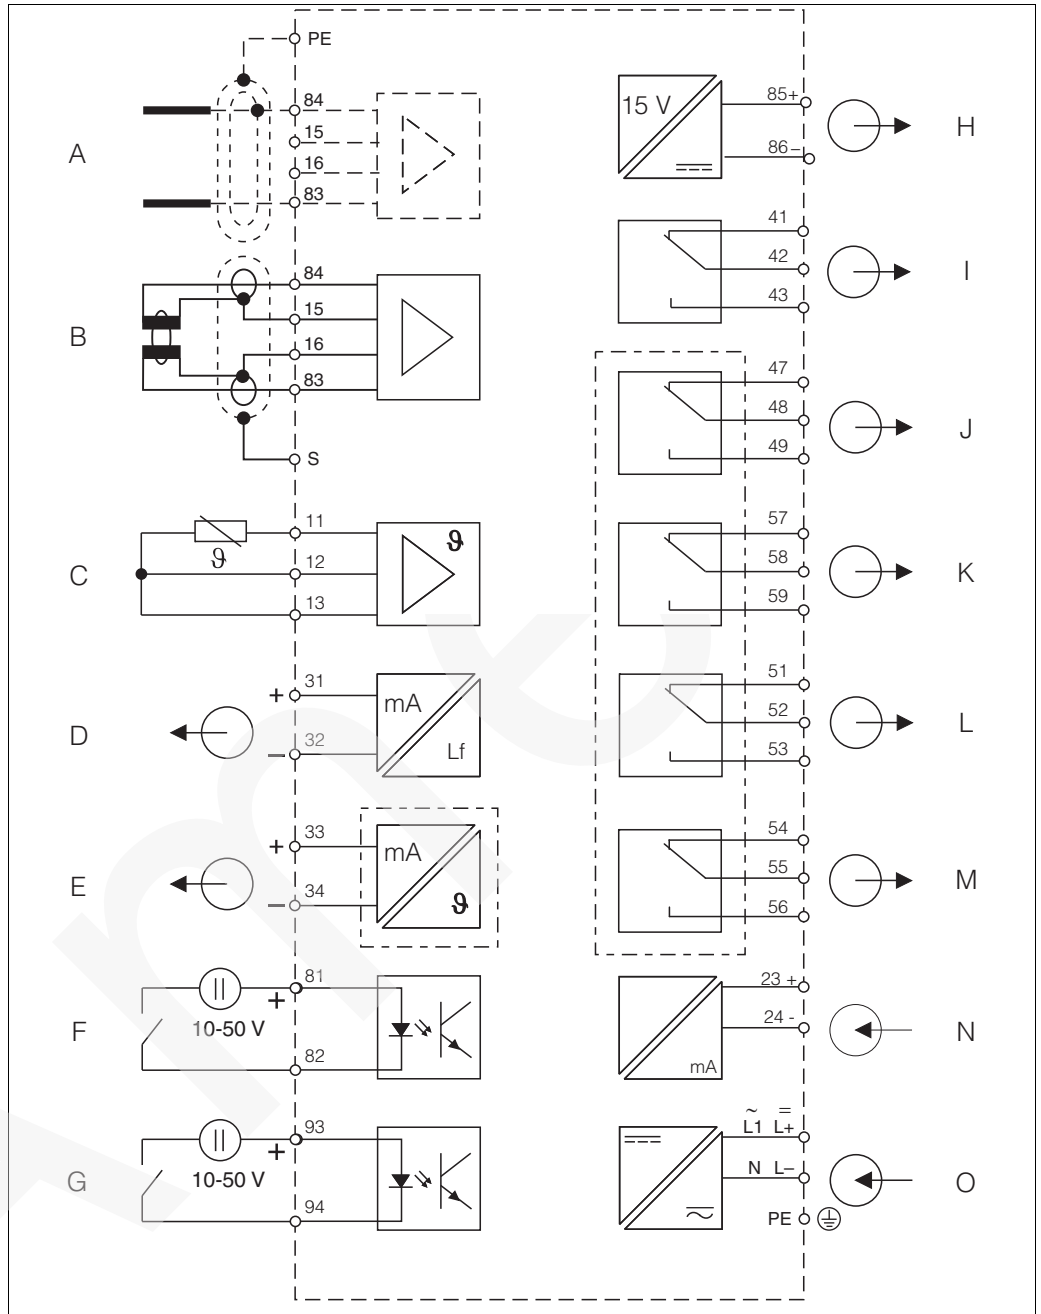 PE
A
84
15
16
83
B
84
15
16
83
S
C
ϑ
11
12
13
ϑ
D
+ 31
– 32
mA
Lf
E
+ 33
– 34
mA
ϑ
F
10-50 V
+
81
82
G
10-50 V
+
93
94
15 V
85+
86–
H
41
42
43
I
47
48
49
J
57
58
59
K
51
52
53
L
54
55
56
M
mA
23 +
24 -
N
~ =
L1 L+
N L–
PE
O